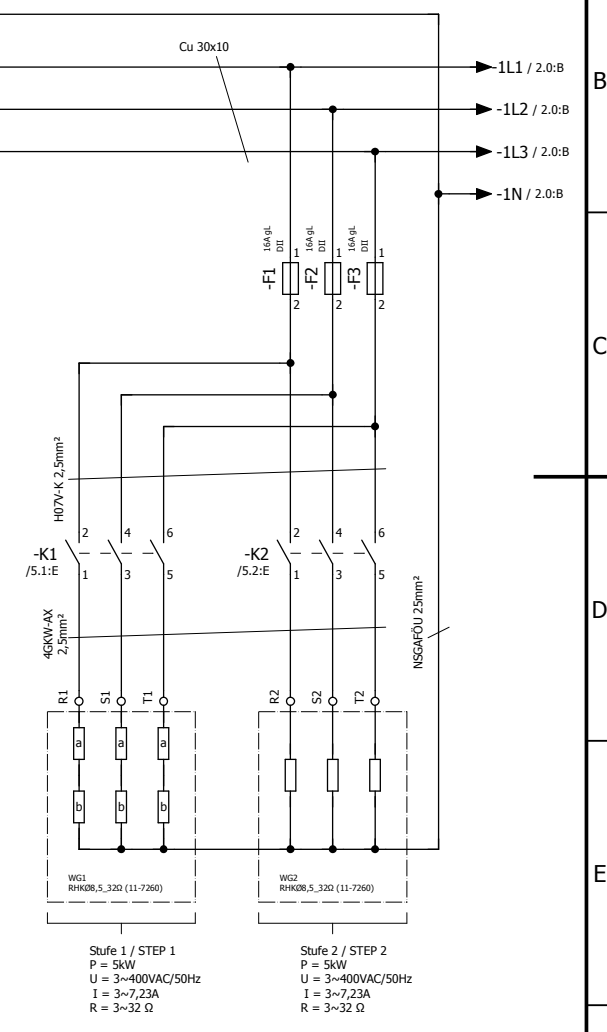 Cu 30x10
-1L1 / 2.0:B
-1L2 / 2.0:B
-1L3 / 2.0:B
-1N / 2.0:B
B
16A gL
DII
-F1
1
2
16A gL
DII
-F2
1
2
16A gL
DII
-F3
1
2
C
H07V-K 2,5mm²
-K1
/5.1:E
2
4
6
1
3
5
-K2
/5.2:E
2
4
6
1
3
5
4GKW-AX
2,5mm²
NSGAFÖU 25mm²
D
R1
S1
T1
R2
S2
T2
a
a
a
b
b
b
WG1
RHKØ8,5_32Ω (11-7260)
WG2
RHKØ8,5_32Ω (11-7260)
E
Stufe 1 / STEP 1
P = 5kW
U = 3~400VAC/50Hz
I = 3~7,23A
R = 3~32 Ω
Stufe 2 / STEP 2
P = 5kW
U = 3~400VAC/50Hz
I = 3~7,23A
R = 3~32 Ω